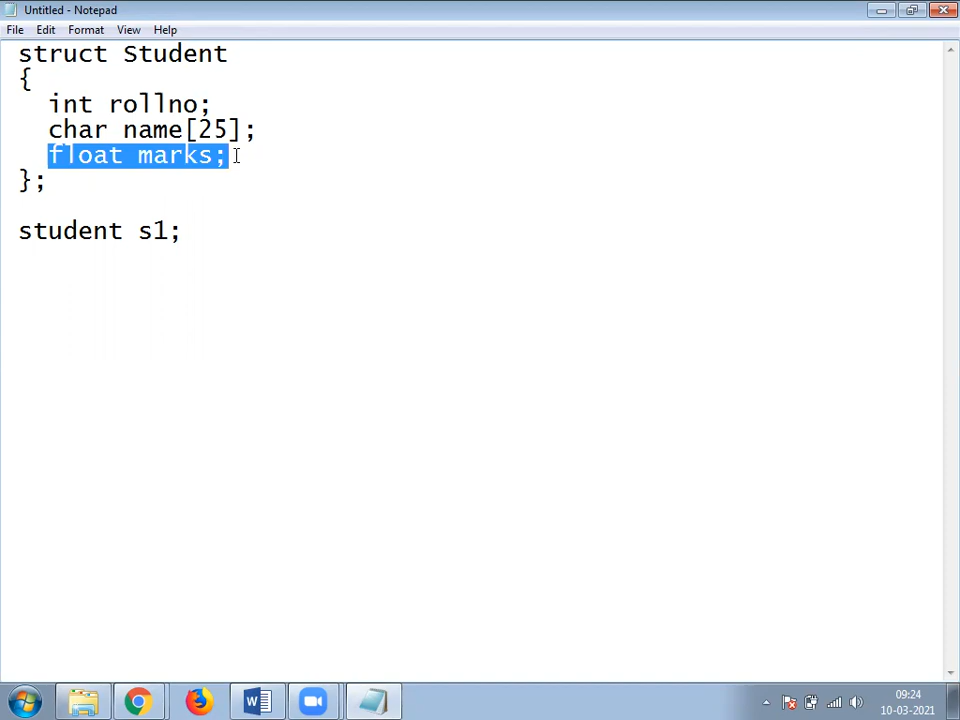 Untitled - Notepad
File Edit Format View Help
struct Student
{
int rollno;
char name[25];
float marks;
};
student s1;
09:24
10-03-2021